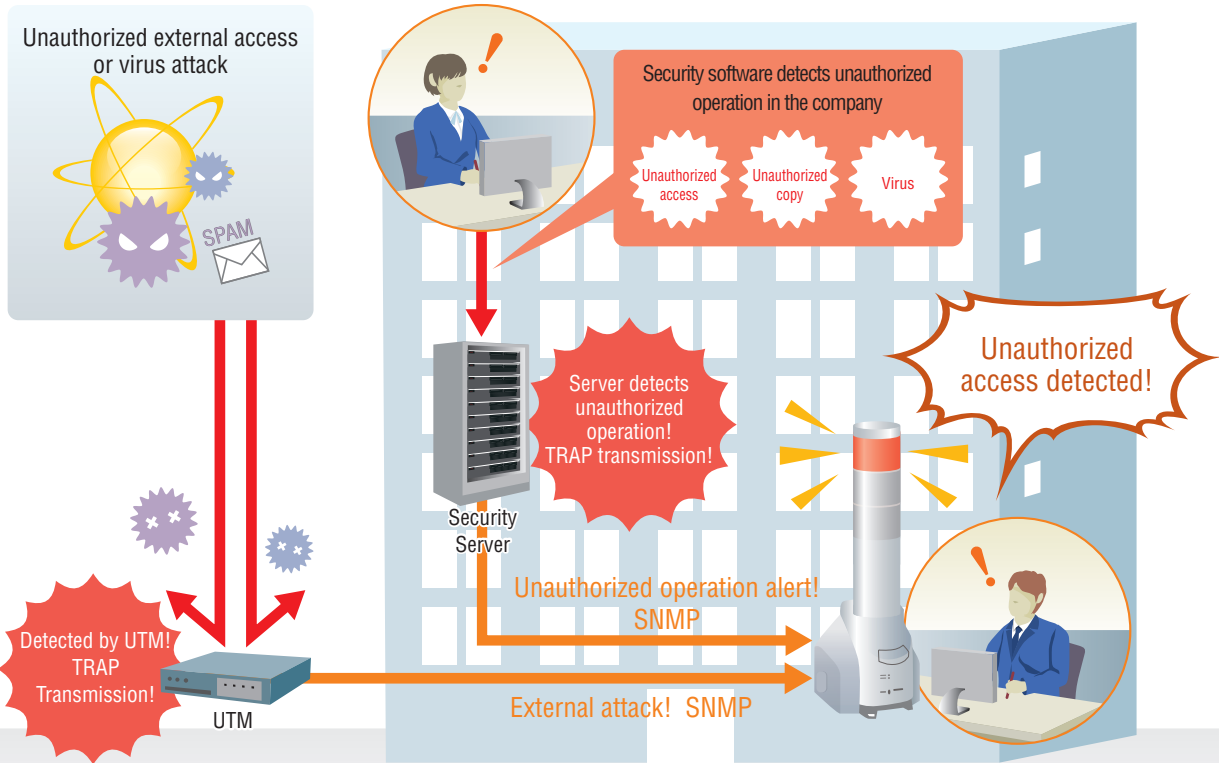 Unauthorized external access
or virus attack
SPAM
Security software detects unauthorized
operation in the company
Unauthorized
access
Unauthorized
copy
Virus
Unauthorized
access detected!
Server detects
unauthorized
operation!
TRAP transmission!
Security
Server
Unauthorized operation alert!
SNMP
Detected by UTM!
TRAP
Transmission!
UTM
External attack! SNMP